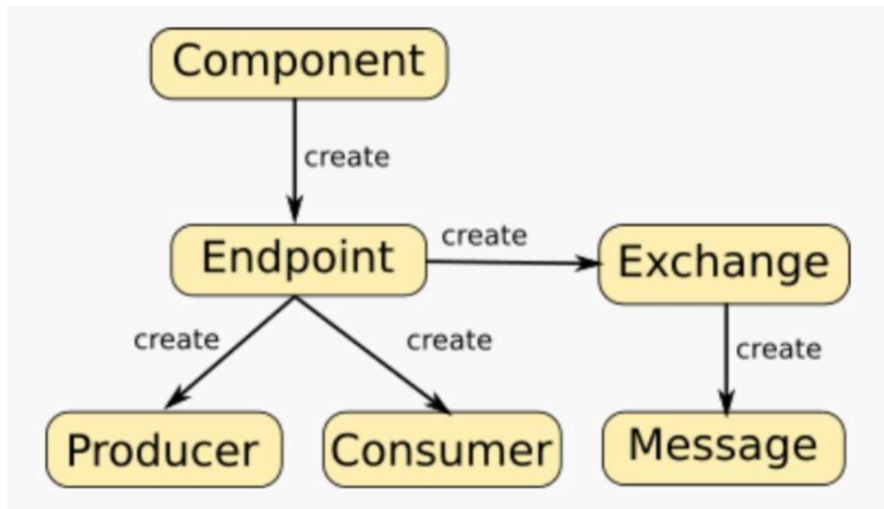 Component
create
Endpoint
create
Exchange
create
create
create
Producer
Consumer
Message